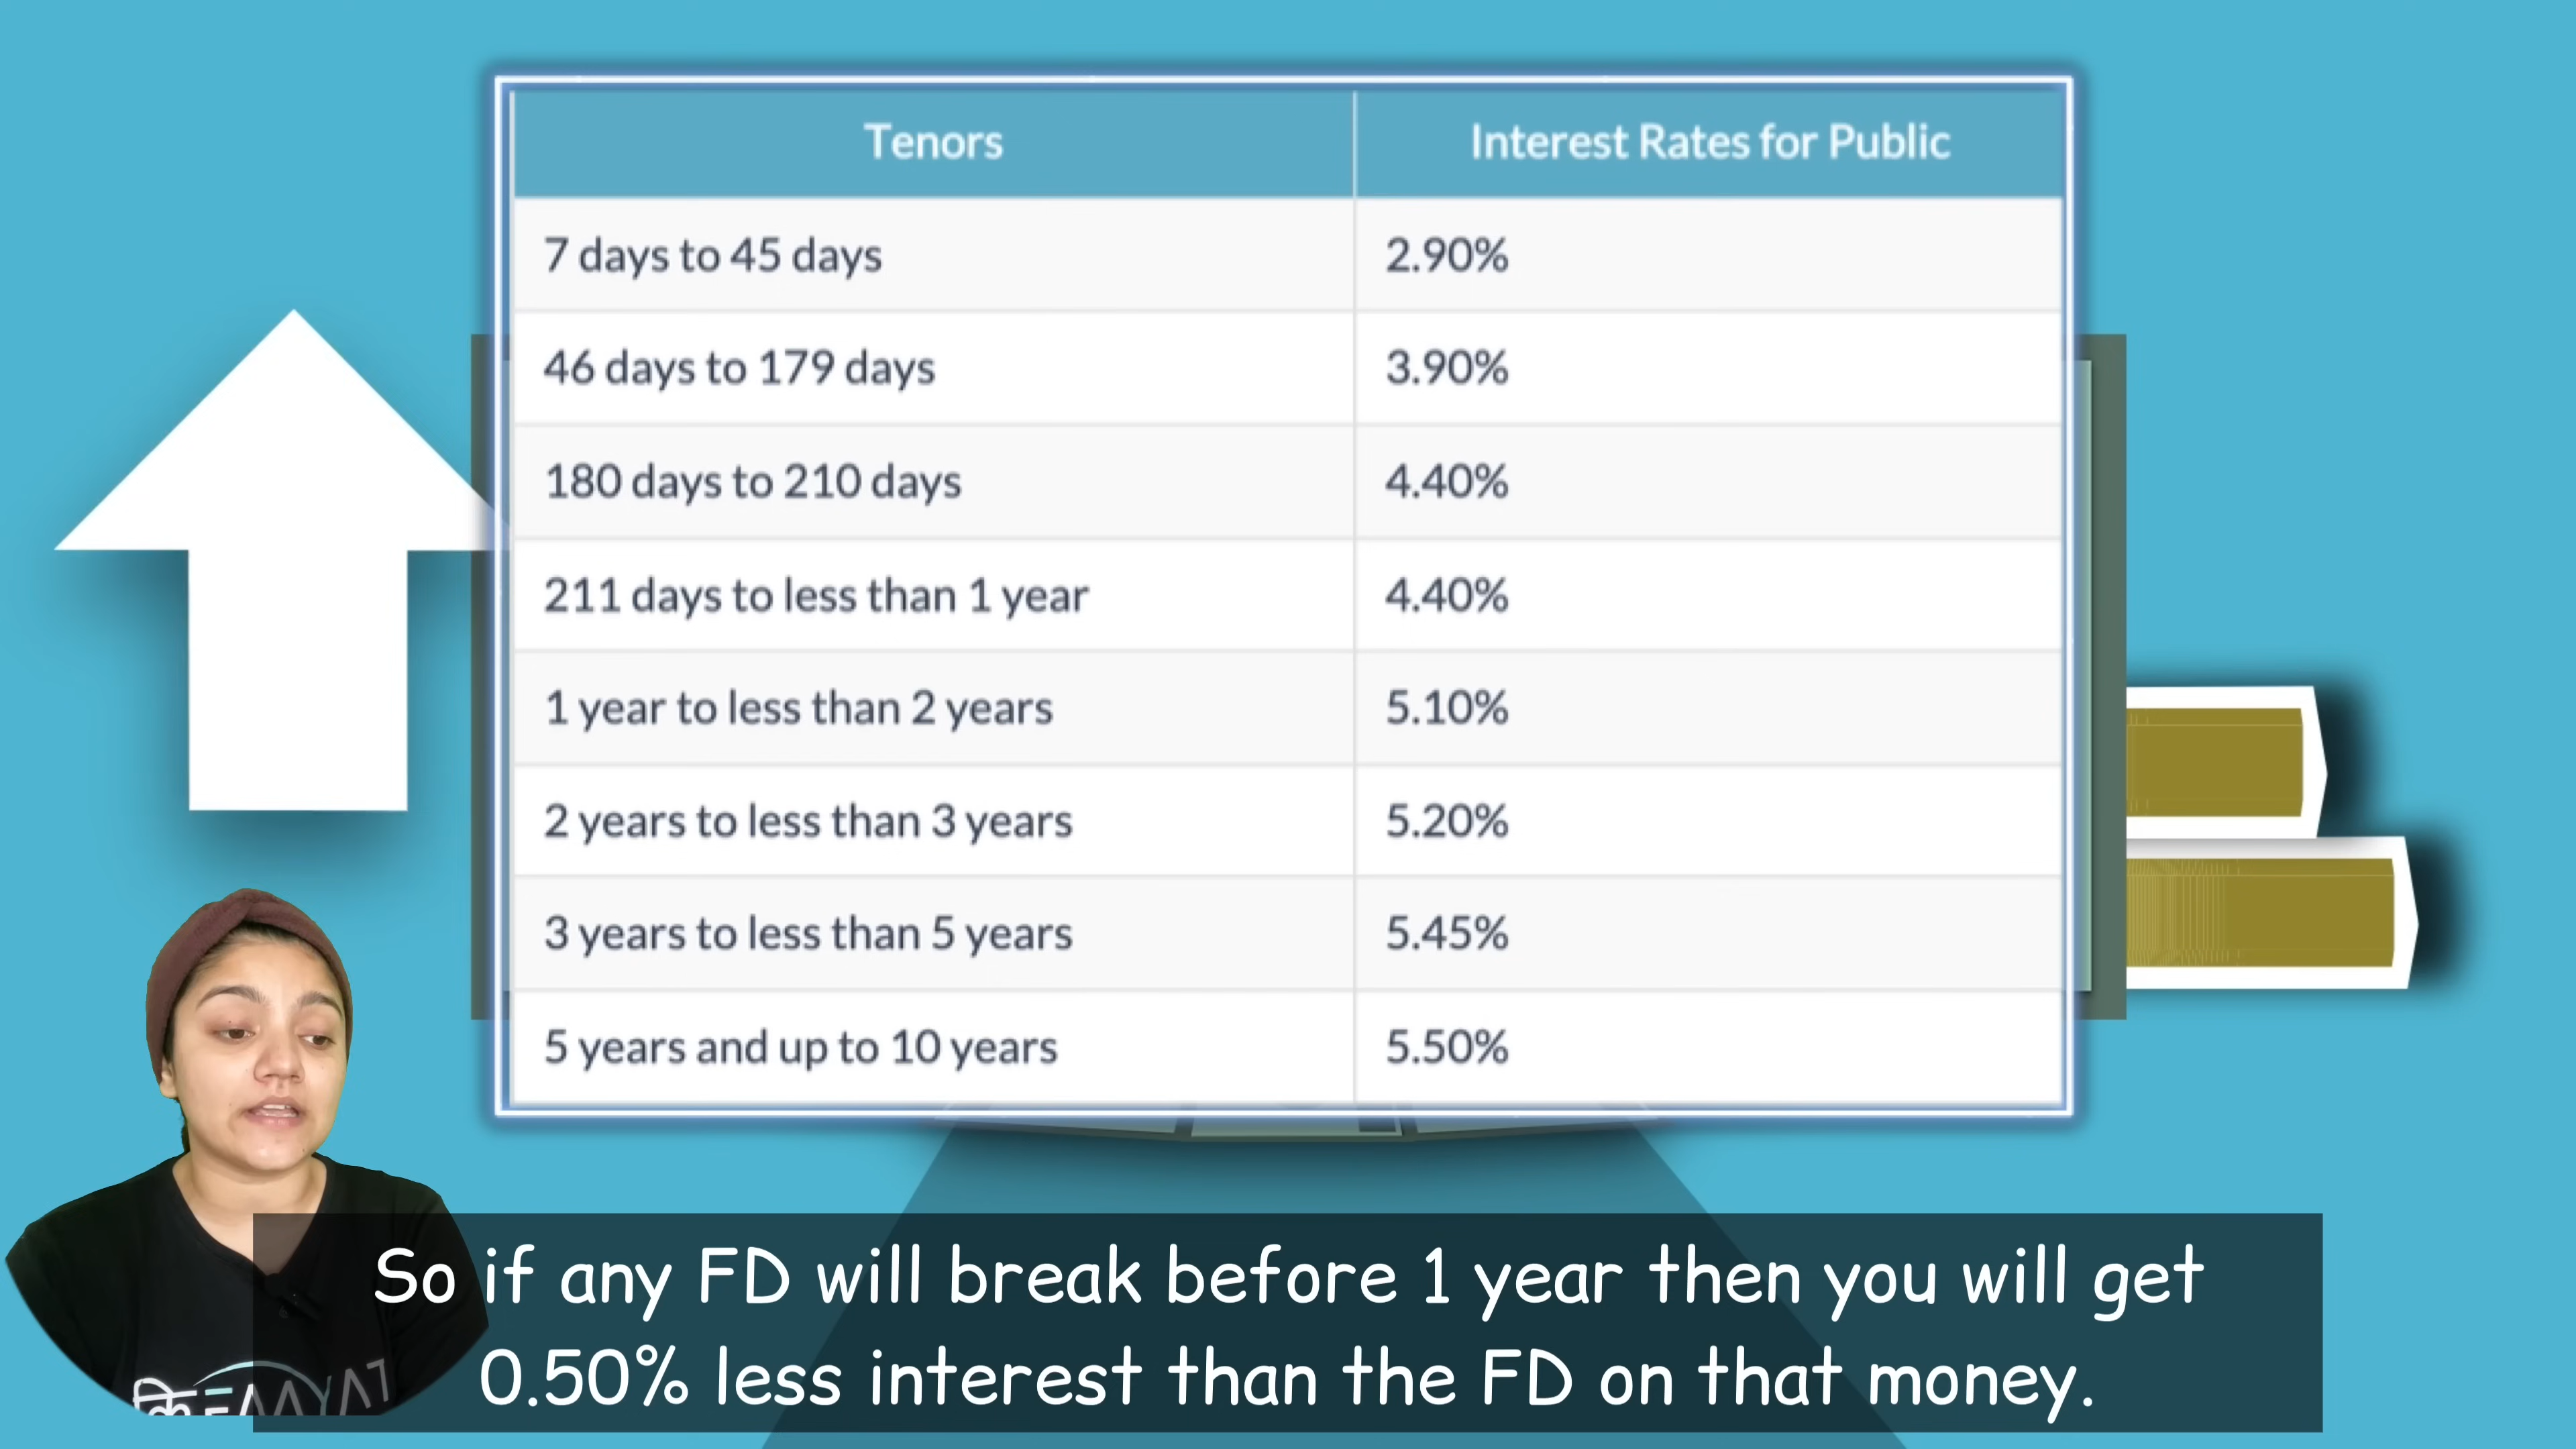 Tenors Interest Rates for Public
7 days to 45 days 2.90%
46 days to 179 days 3.90%
180 days to 210 days 4.40%
211 days to less than 1 year 4.40%
1 year to less than 2 years 5.10%
2 years to less than 3 years 5.20%
3 years to less than 5 years 5.45%
5 years and up to 10 years 5.50%
So if any FD will break before 1 year then you will get
0.50% less interest than the FD on that money.